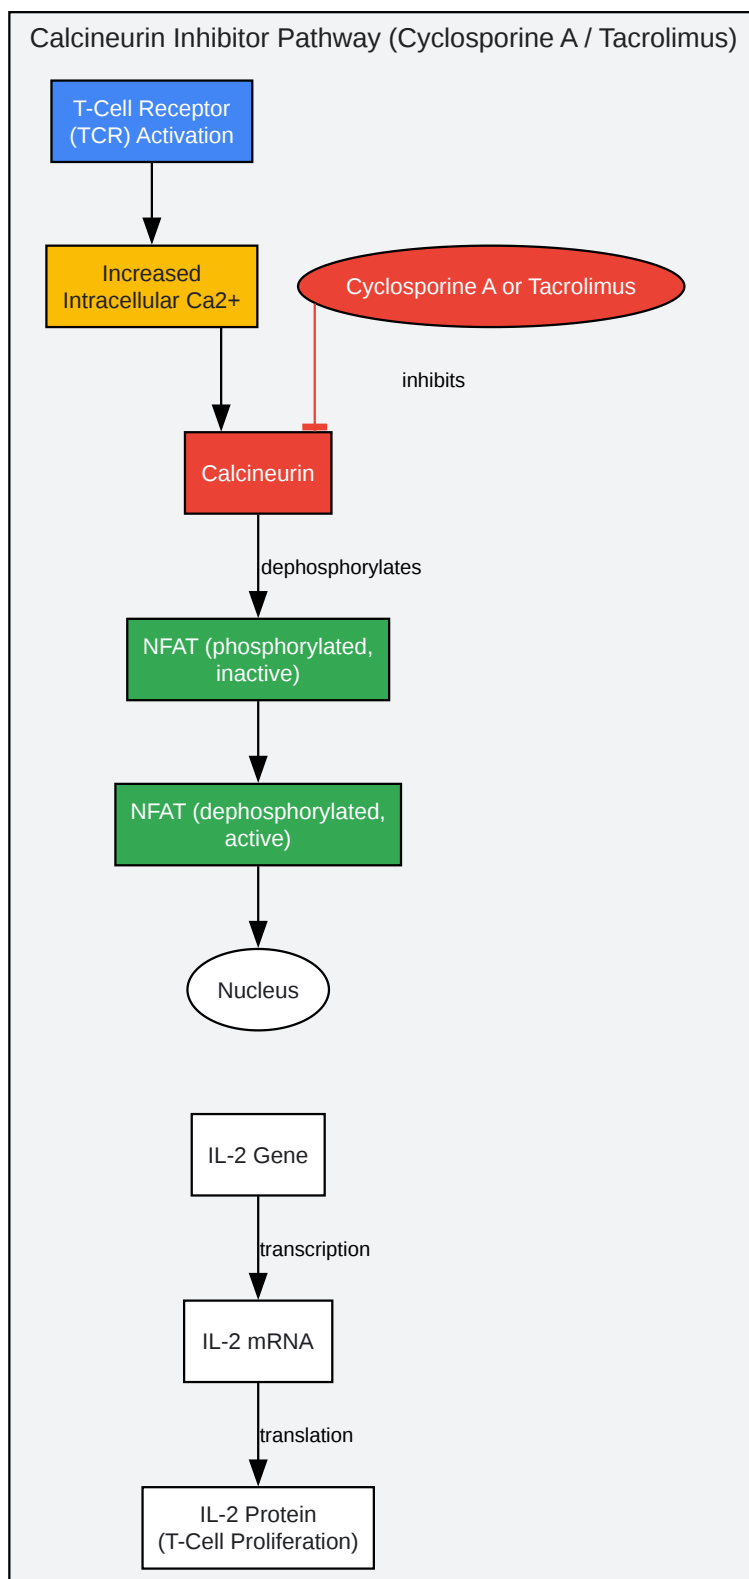 Calcineurin Inhibitor Pathway (Cyclosporine A / Tacrolimus)
T-Cell Receptor
(TCR) Activation
Increased
Intracellular Ca2+
Cyclosporine A or Tacrolimus
inhibits
Calcineurin
dephosphorylates
NFAT (phosphorylated,
inactive)
NFAT (dephosphorylated,
active)
Nucleus
IL-2 Gene
transcription
IL-2 mRNA
translation
IL-2 Protein
(T-Cell Proliferation)